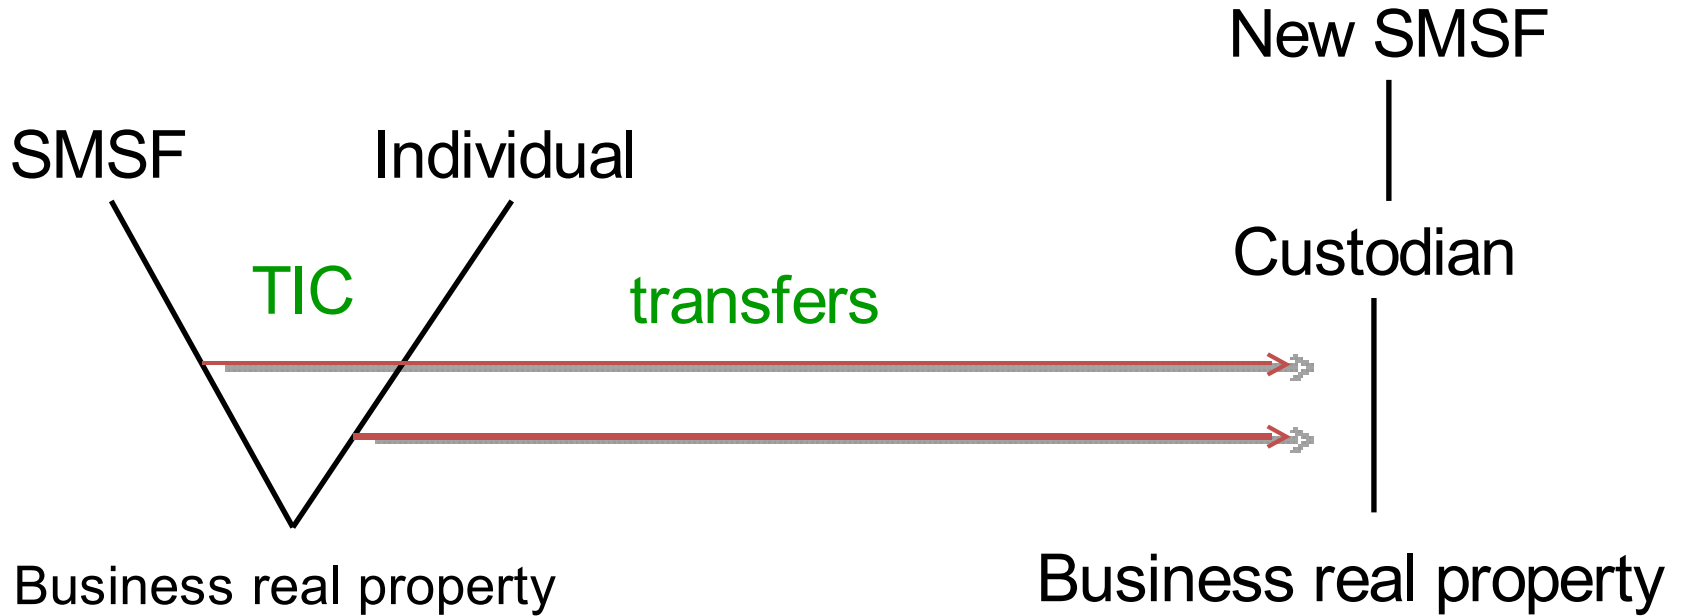 New SMSF
SMSF
Individual
Custodian
TIC
transfers
Business real property
Business real property